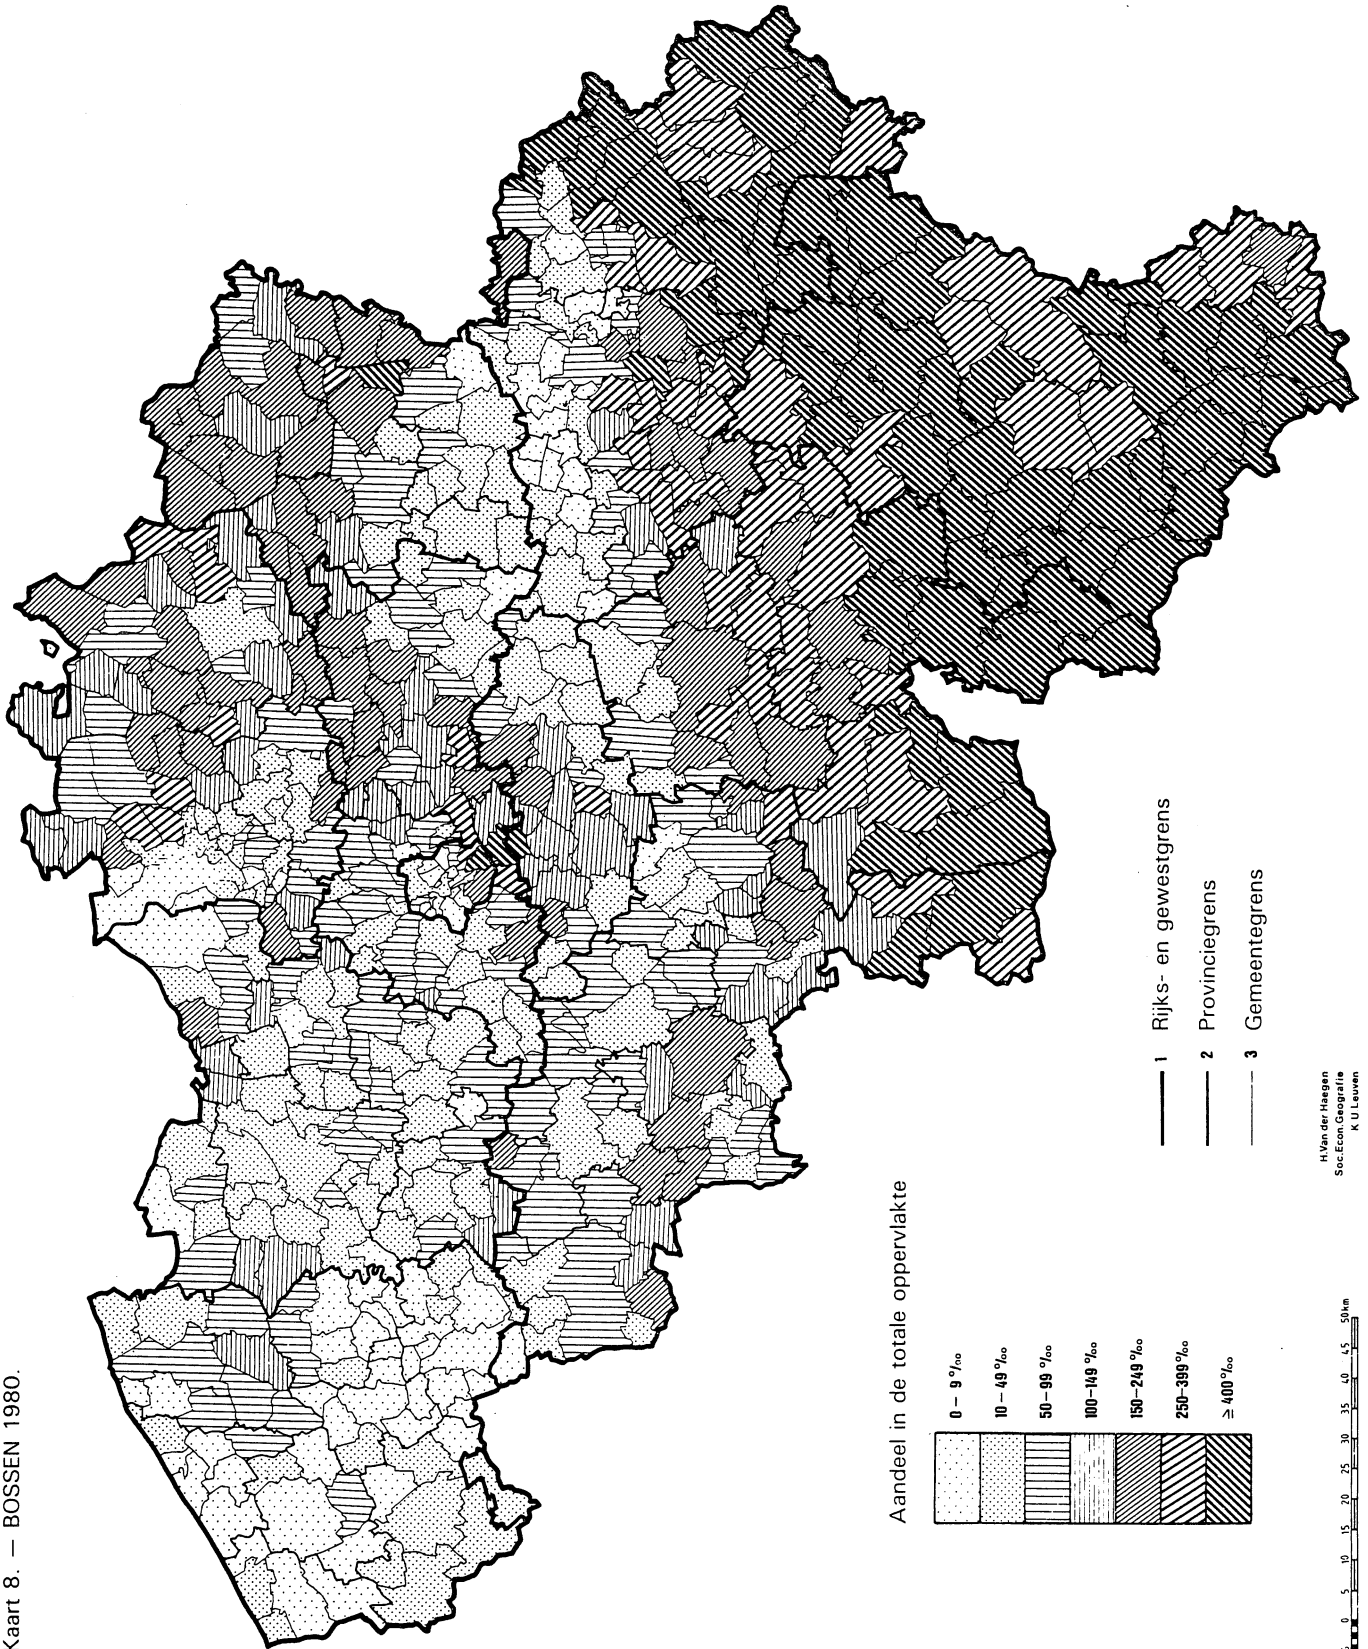 Kaart 8. — BOSSEN 1980.
Aandeel in de totale oppervlakte
0 – 9 ‰
10 – 49 ‰
50 – 99 ‰
100-149 ‰
150-249 ‰
250-399 ‰
≥ 400 ‰
1 Rijks- en gewestgrens
2 Provinciegrens
3 Gemeentegrens
H.Van der Haegen
Soc.Econ.Geografie
K U Leuven
5 0 5 10 15 20 25 30 35 40 45 50km